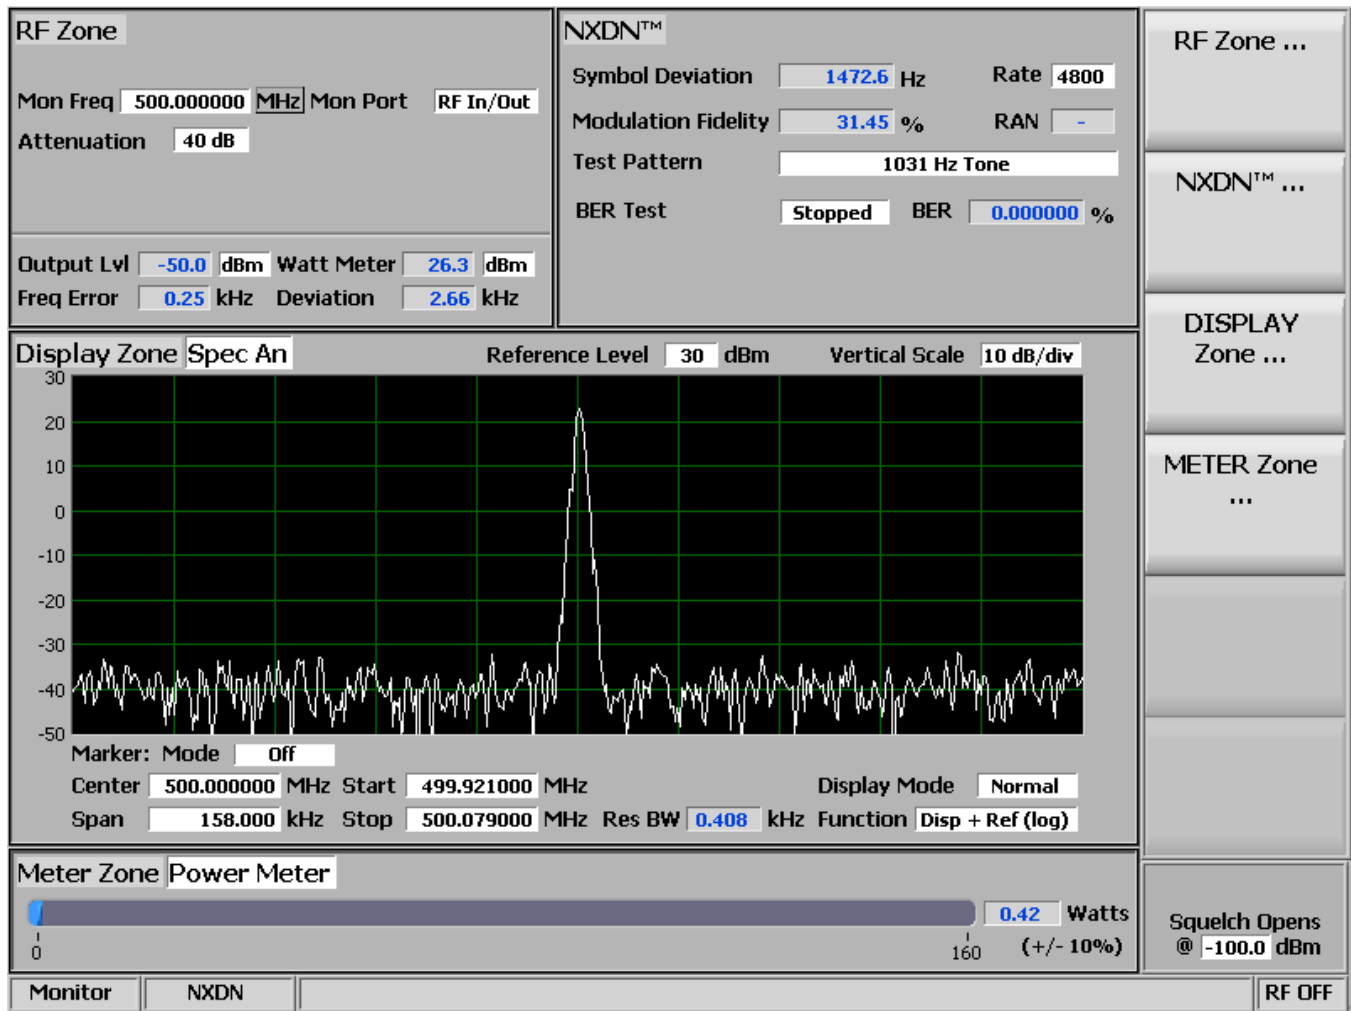 RF Zone
Mon Freq 500.000000 MHz Mon Port RF In/Out
Attenuation 40 dB
Output Lvl -50.0 dBm Watt Meter 26.3 dBm
Freq Error 0.25 kHz Deviation 2.66 kHz
NXDN™
Symbol Deviation 1472.6 Hz Rate 4800
Modulation Fidelity 31.45 % RAN -
Test Pattern 1031 Hz Tone
BER Test Stopped BER 0.000000 %
Display Zone Spec An Reference Level 30 dBm Vertical Scale 10 dB/div
30
20
10
0
-10
-20
-30
-40
-50
Marker: Mode Off
Center 500.000000 MHz Start 499.921000 MHz Display Mode Normal
Span 158.000 kHz Stop 500.079000 MHz Res BW 0.408 kHz Function Disp + Ref (log)
Meter Zone Power Meter
0.42 Watts
0 160 (+/- 10%)
Monitor NXDN RF OFF
RF Zone ...
NXDN™ ...
DISPLAY
Zone ...
METER Zone
...
Squelch Opens
@ -100.0 dBm